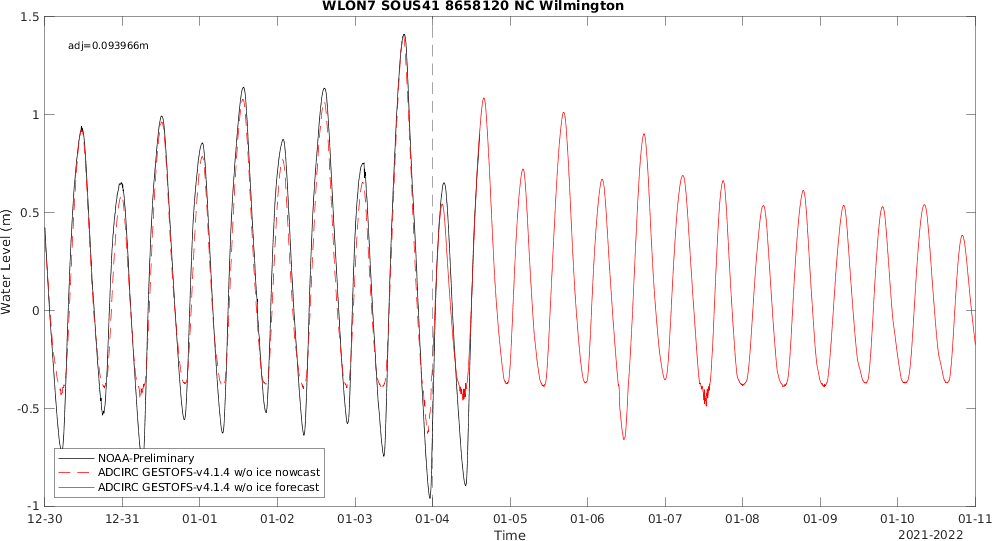 WLON7 SOUS41 8658120 NC Wilmington
adj=0.093966m
1.5
1
0.5
0
-0.5
-1
Water Level (m)
NOAA-Preliminary
ADCIRC GESTOFS-v4.1.4 w/o ice nowcast
ADCIRC GESTOFS-v4.1.4 w/o ice forecast
12-30 12-31 01-01 01-02 01-03 01-04 01-05 01-06 01-07 01-08 01-09 01-10 01-11
Time
2021-2022